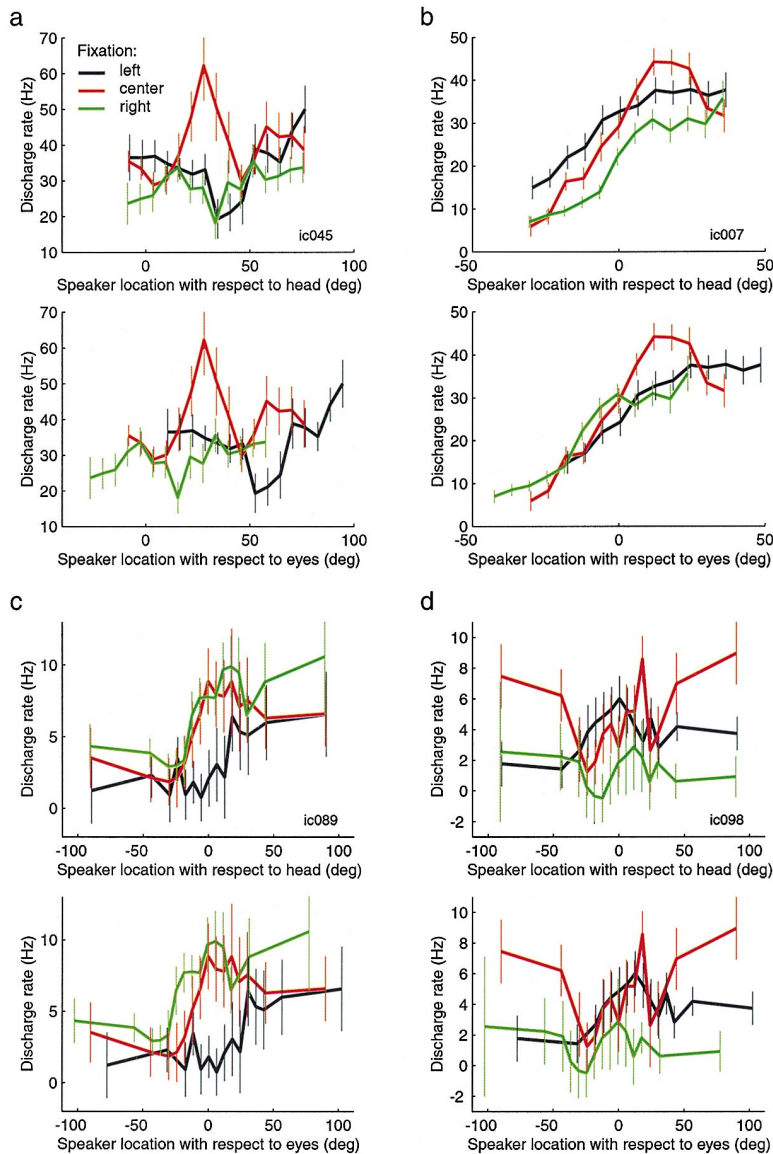 a
70
60
50
40
30
20
10
Discharge rate (Hz)
Fixation:
left
center
right
ic045
0
50
100
Speaker location with respect to head (deg)
70
60
50
40
30
20
10
Discharge rate (Hz)
0
50
100
Speaker location with respect to eyes (deg)
b
50
40
30
20
10
0
Discharge rate (Hz)
ic007
-50
0
50
Speaker location with respect to head (deg)
50
40
30
20
10
0
Discharge rate (Hz)
-50
0
50
Speaker location with respect to eyes (deg)
c
10
5
0
Discharge rate (Hz)
ic089
-100
-50
0
50
100
Speaker location with respect to head (deg)
10
5
0
Discharge rate (Hz)
-100
-50
0
50
100
Speaker location with respect to eyes (deg)
d
10
8
6
4
2
0
-2
Discharge rate (Hz)
ic098
-100
-50
0
50
100
Speaker location with respect to head (deg)
10
8
6
4
2
0
-2
Discharge rate (Hz)
-100
-50
0
50
100
Speaker location with respect to eyes (deg)